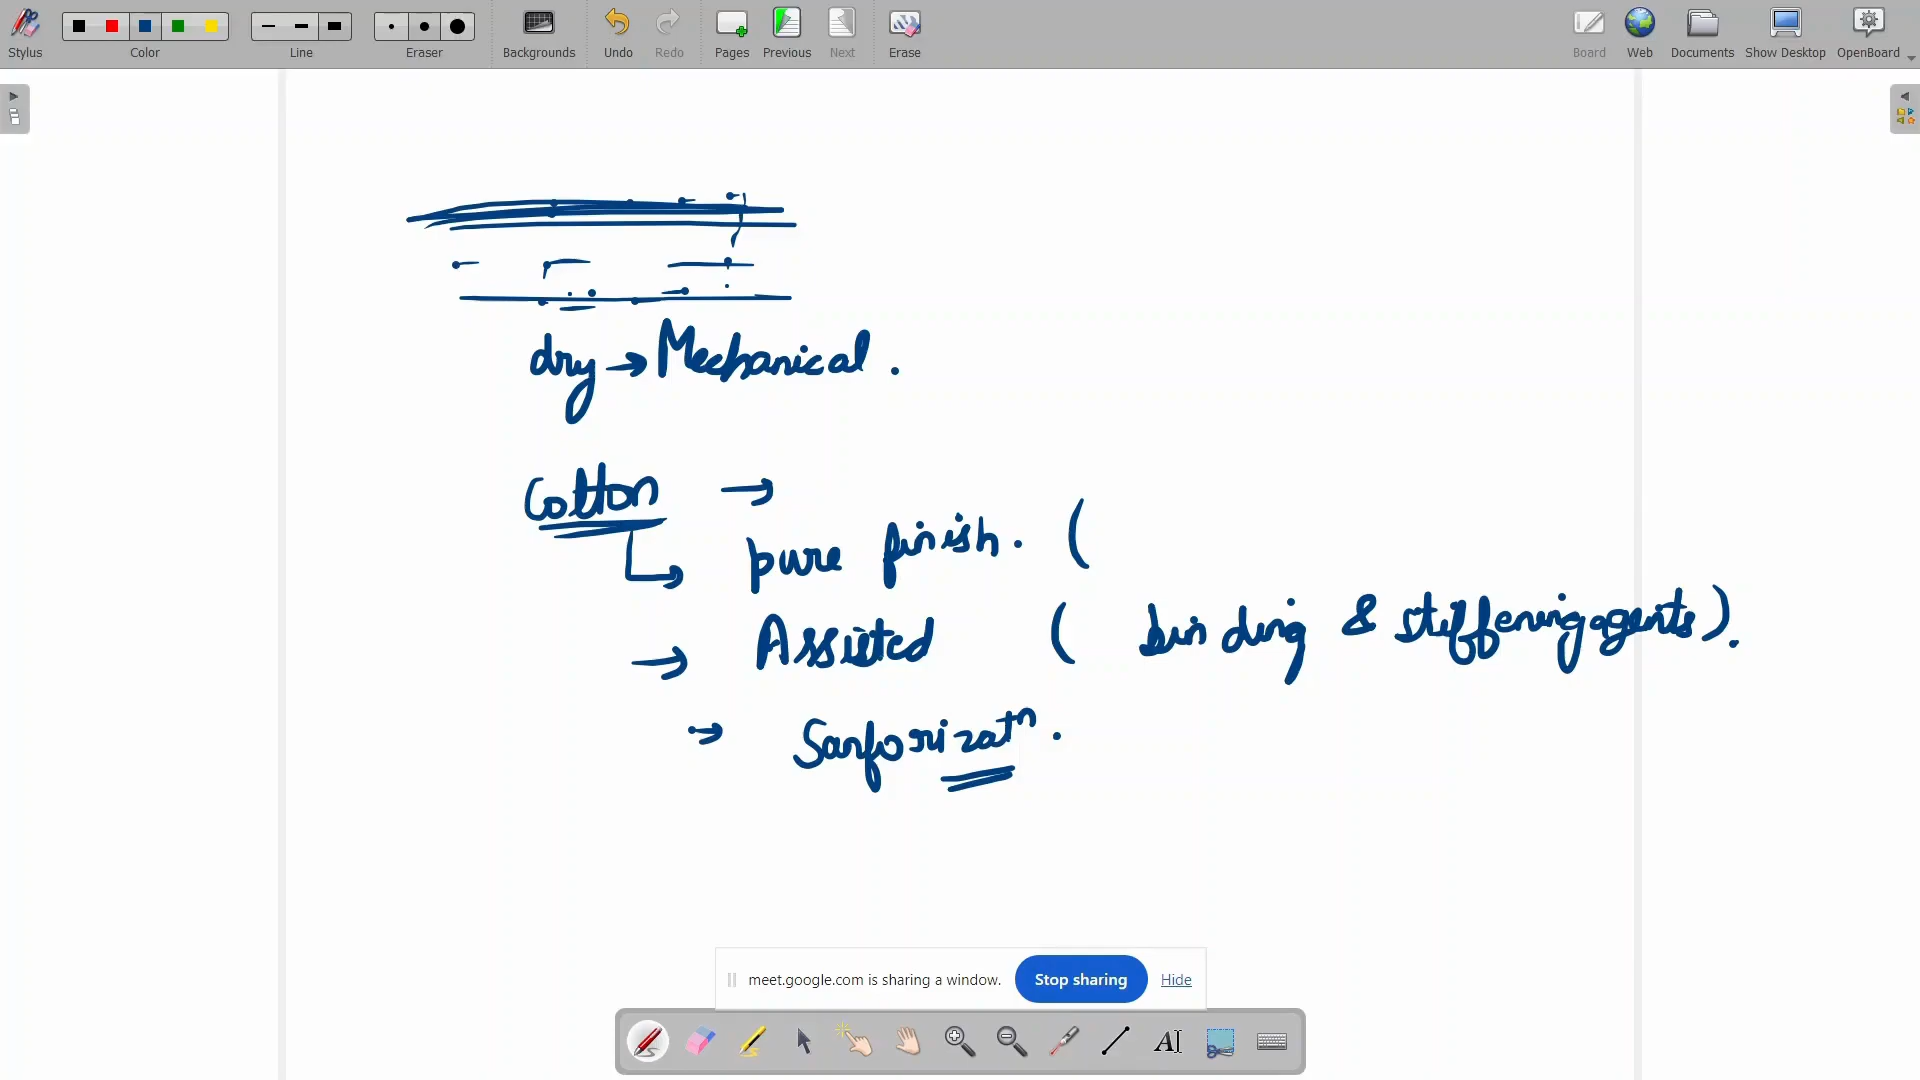 Stylus Color Line Eraser Backgrounds Undo Redo Pages Previous Next Erase Board Web Documents Show Desktop OpenBoard
dry → Mechanical .
Cotton →
pure finish . (
→ Assisted ( binding & stiffening agents ) .
→ Sanforizatn .
meet.google.com is sharing a window. Stop sharing Hide